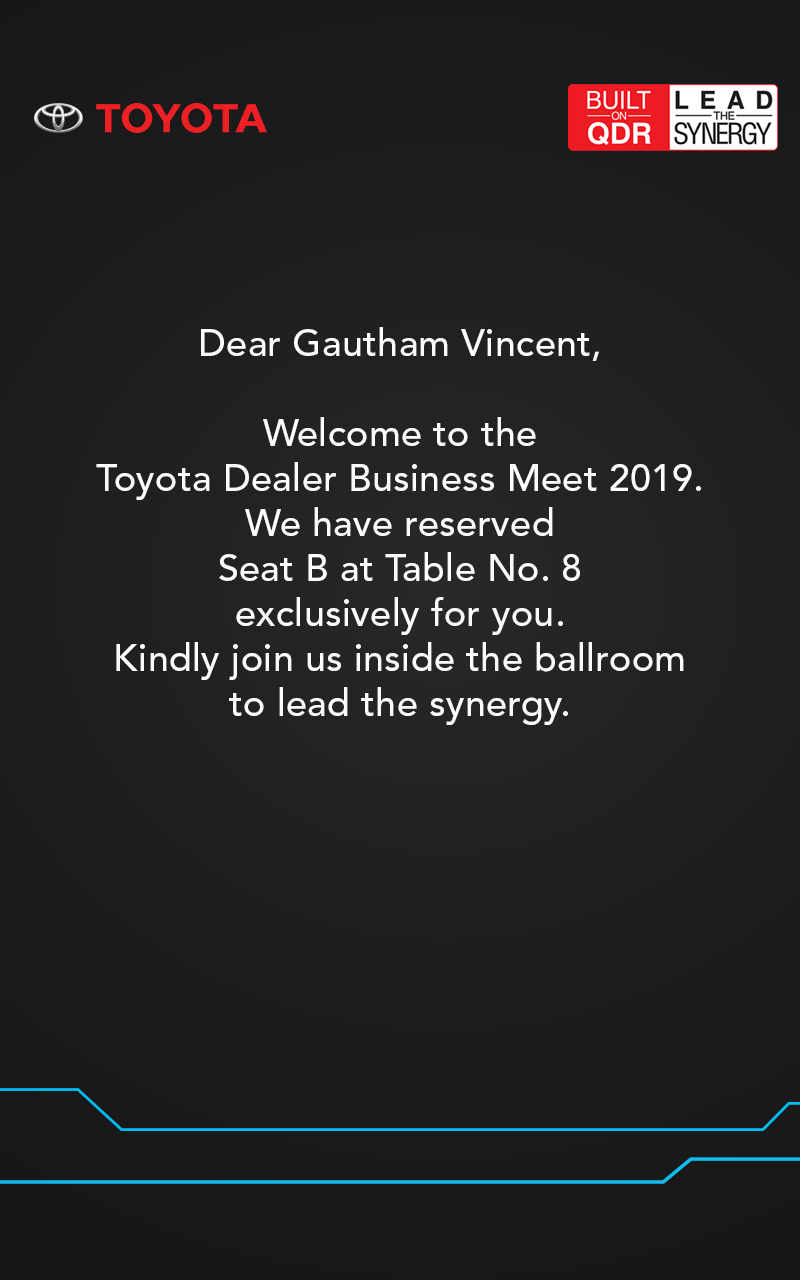 TOYOTA
BUILT
ON
QDR
LEAD
THE
SYNERGY
Dear Gautham Vincent,
Welcome to the
Toyota Dealer Business Meet 2019.
We have reserved
Seat B at Table No. 8
exclusively for you.
Kindly join us inside the ballroom
to lead the synergy.